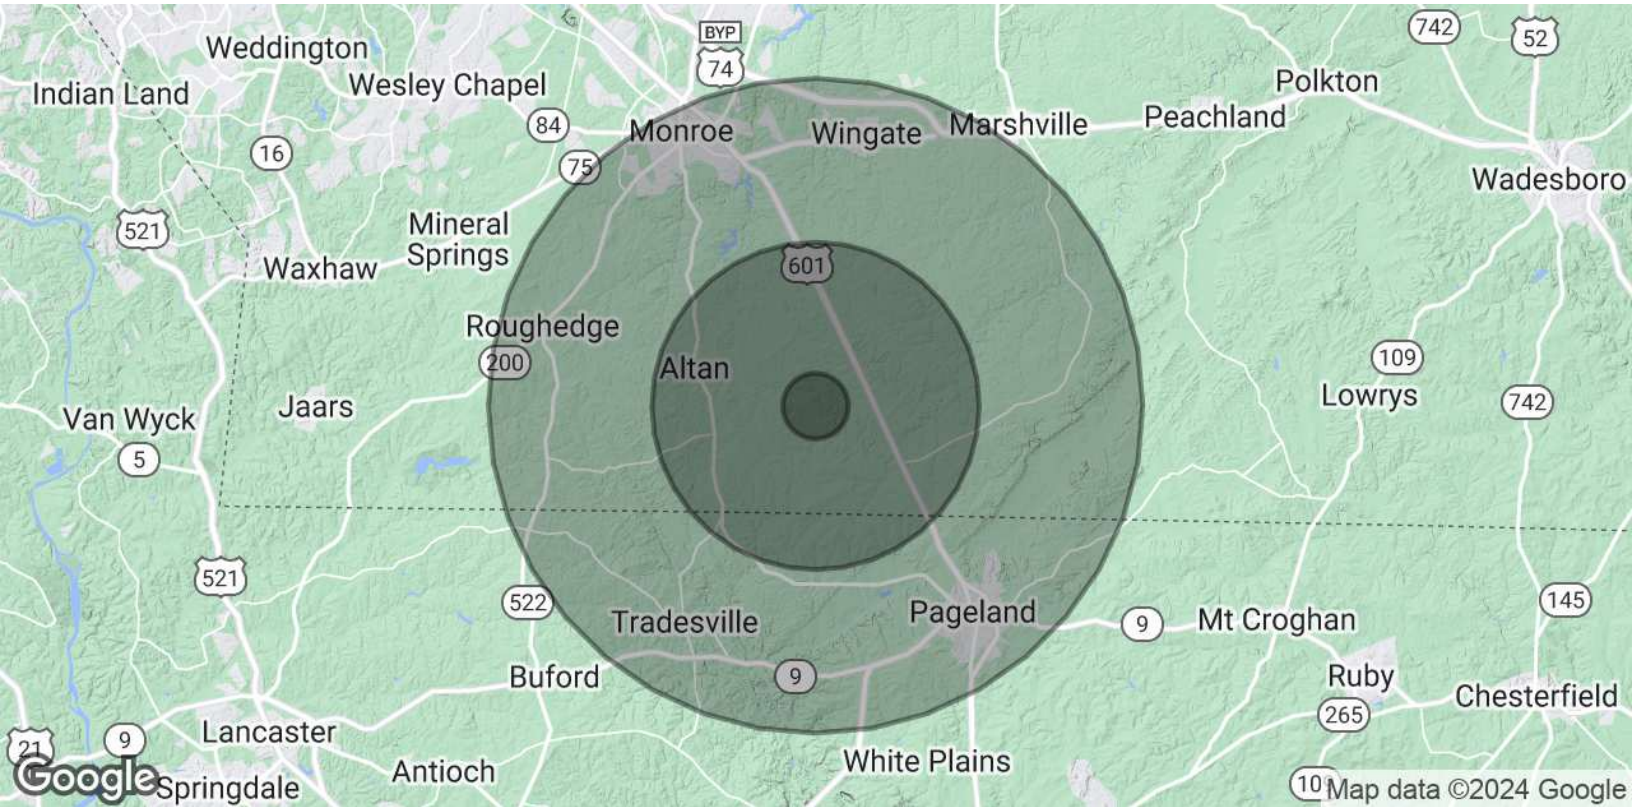 BYP
742
52
Weddington
74
Polkton
Wesley Chapel
Indian Land
Peachland
84
Monroe
Wingate
Marshville
16
75
Wadesboro
Mineral
Springs
521
Waxhaw
601
Roughedge
200
Altan
109
Lowrys
Jaars
742
Van Wyck
5
521
522
145
Tradesville
Pageland
9
Mt Croghan
Buford
9
Ruby
Chesterfield
265
Lancaster
9
21
White Plains
Antioch
Google
Springdale
Map data ©2024 Google